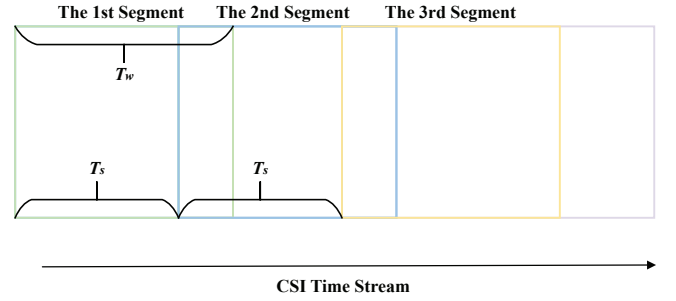 The 1st Segment The 2nd Segment The 3rd Segment
Tw
Ts Ts
CSI Time Stream